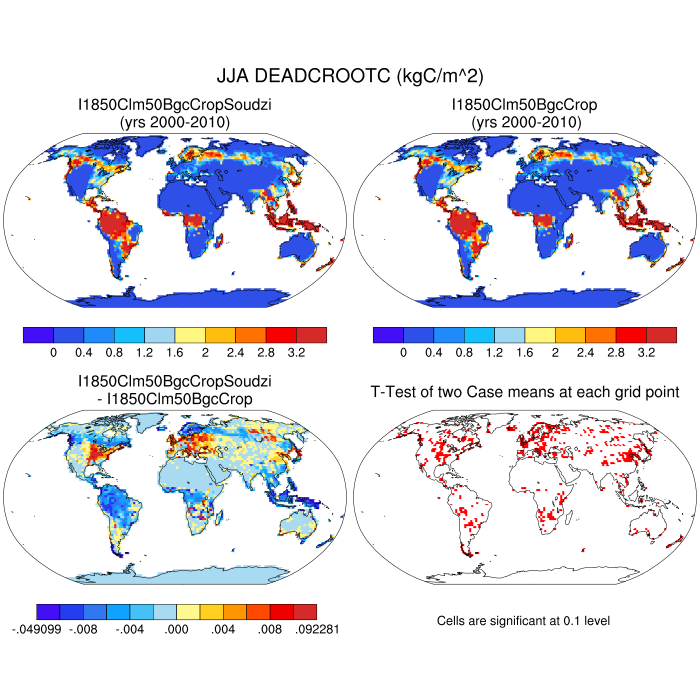 JJA DEADCROOTC (kgC/m^2)
I1850Clm50BgcCropSoudzi
(yrs 2000-2010)
I1850Clm50BgcCrop
(yrs 2000-2010)
0 0.4 0.8 1.2 1.6 2 2.4 2.8 3.2
0 0.4 0.8 1.2 1.6 2 2.4 2.8 3.2
I1850Clm50BgcCropSoudzi
- I1850Clm50BgcCrop
T-Test of two Case means at each grid point
-.049099 -.008 -.004 .000 .004 .008 .092281
Cells are significant at 0.1 level